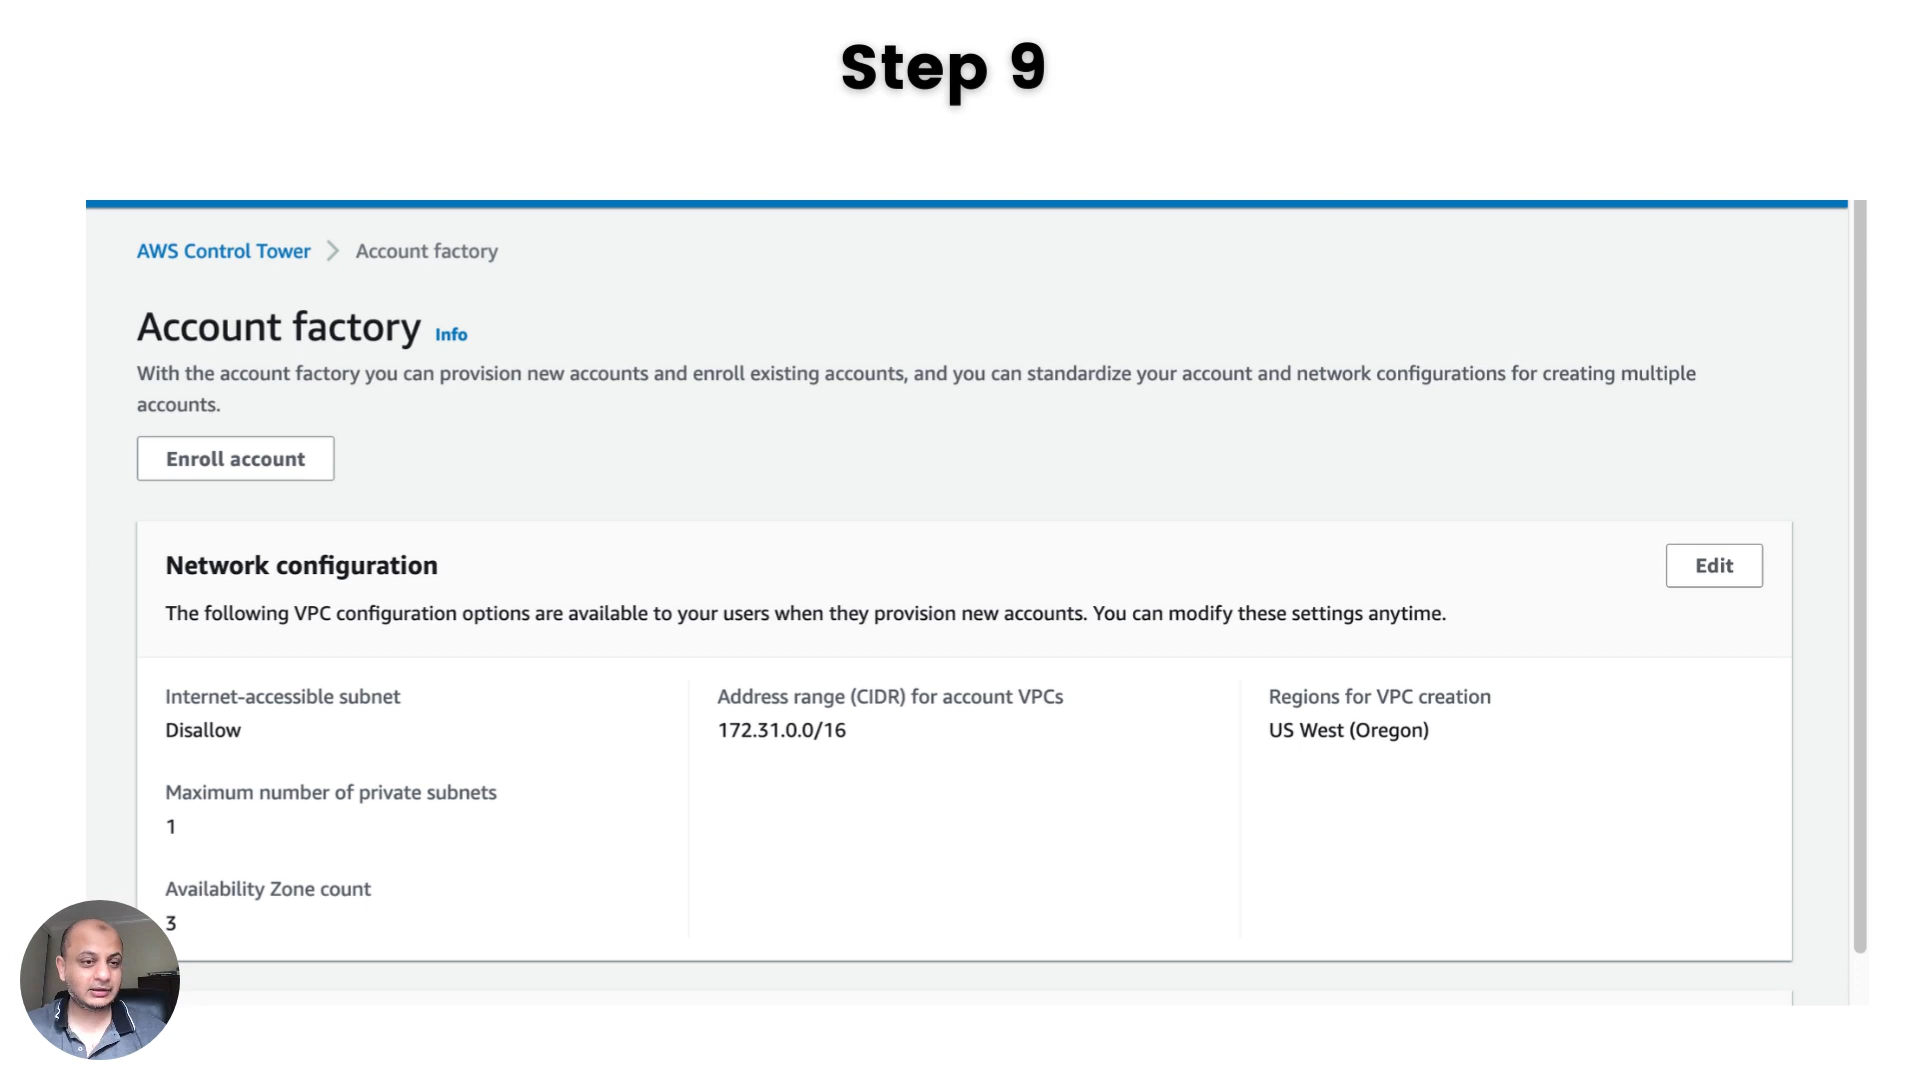 Step 9
AWS Control Tower > Account factory
Account factory Info
With the account factory you can provision new accounts and enroll existing accounts, and you can standardize your account and network configurations for creating multiple
accounts.
Enroll account
Network configuration
Edit
The following VPC configuration options are available to your users when they provision new accounts. You can modify these settings anytime.
Internet-accessible subnet
Disallow
Maximum number of private subnets
1
Availability Zone count
3
Address range (CIDR) for account VPCs
172.31.0.0/16
Regions for VPC creation
US West (Oregon)